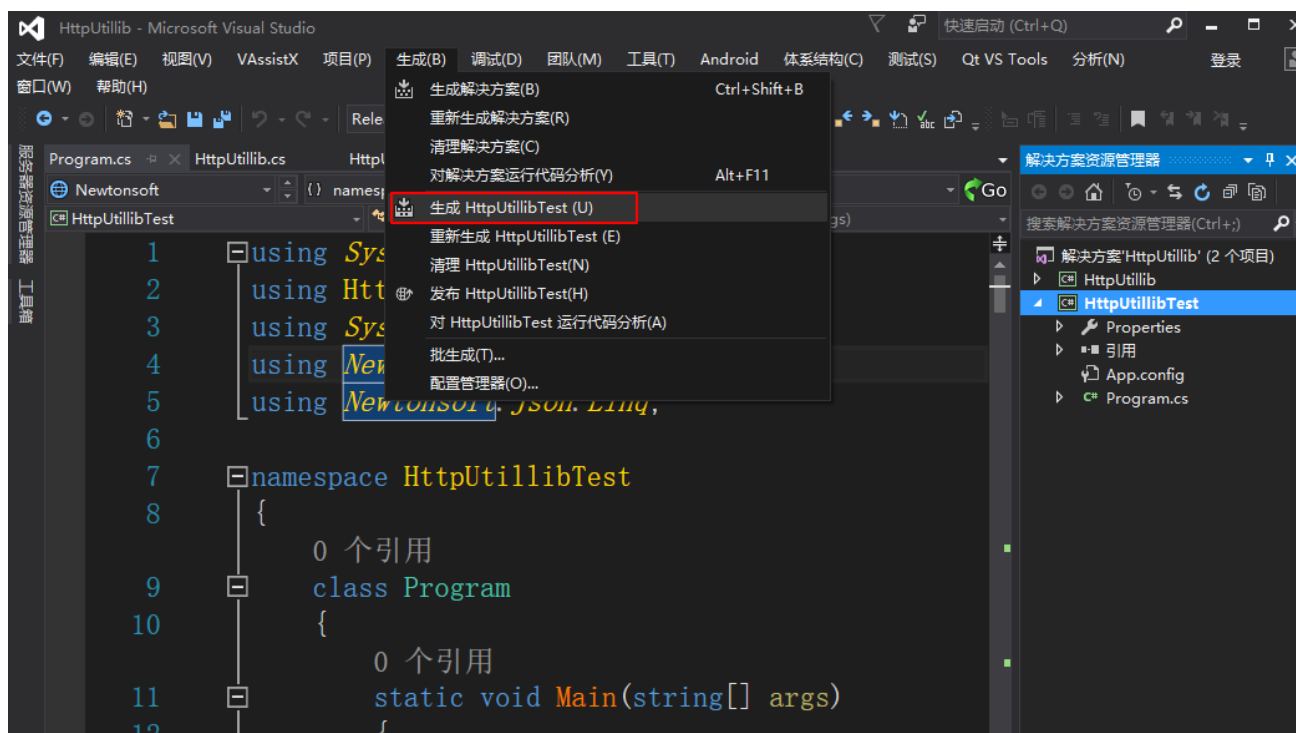 HttpUtillib - Microsoft Visual Studio
快速启动 (Ctrl+Q)
文件(F) 编辑(E) 视图(V) VAssistX 项目(P) 生成(B) 调试(D) 团队(M) 工具(T) Android 体系结构(C) 测试(S) Qt VS Tools 分析(N) 登录
窗口(W) 帮助(H)
Rele
生成解决方案(B) Ctrl+Shift+B
重新生成解决方案(R)
清理解决方案(C)
对解决方案运行代码分析(Y) Alt+F11
生成 HttpUtillibTest (U)
重新生成 HttpUtillibTest (E)
清理 HttpUtillibTest(N)
发布 HttpUtillibTest(H)
对 HttpUtillibTest 运行代码分析(A)
批生成(T)...
配置管理器(O)...
服务器资源管理器
工具箱
Program.cs HttpUtillib.cs Http
Newtonsoft {} namesp Go
HttpUtillibTest gs)
1 using Sys
2 using Htt
3 using Sys
4 using New
5 using Newtonsoft.Json.Linq;
6
7 namespace HttpUtillibTest
8 {
0 个引用
9 class Program
10 {
0 个引用
11 static void Main(string[] args)
12 {
解决方案资源管理器
搜索解决方案资源管理器(Ctrl+;)
解决方案'HttpUtillib' (2 个项目)
HttpUtillib
HttpUtillibTest
Properties
引用
App.config
Program.cs